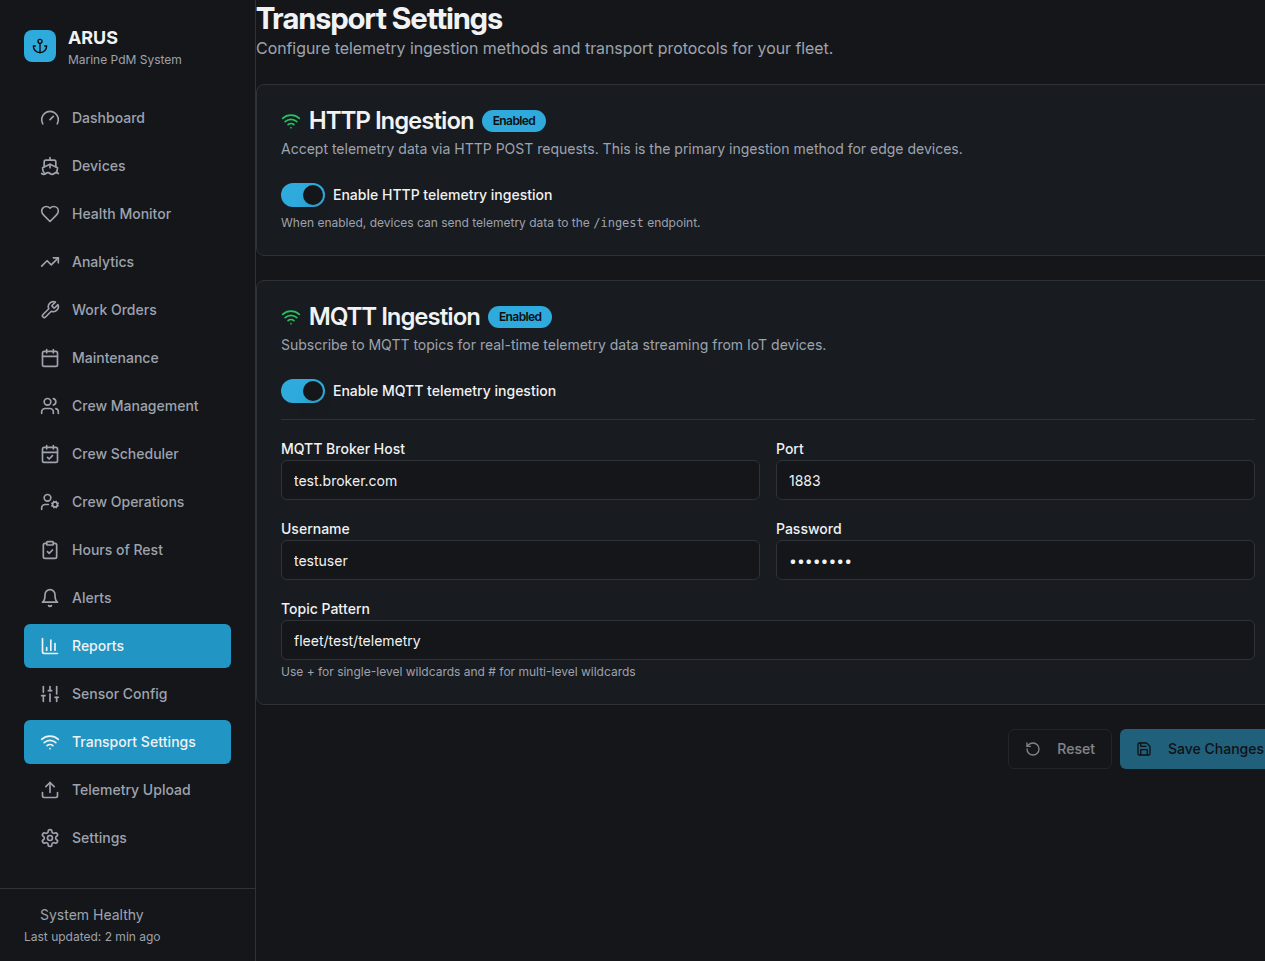 ARUS
Marine PdM System
Dashboard
Devices
Health Monitor
Analytics
Work Orders
Maintenance
Crew Management
Crew Scheduler
Crew Operations
Hours of Rest
Alerts
Reports
Sensor Config
Transport Settings
Telemetry Upload
Settings
System Healthy
Last updated: 2 min ago
Transport Settings
Configure telemetry ingestion methods and transport protocols for your fleet.
HTTP Ingestion Enabled
Accept telemetry data via HTTP POST requests. This is the primary ingestion method for edge devices.
Enable HTTP telemetry ingestion
When enabled, devices can send telemetry data to the /ingest endpoint.
MQTT Ingestion Enabled
Subscribe to MQTT topics for real-time telemetry data streaming from IoT devices.
Enable MQTT telemetry ingestion
MQTT Broker Host Port
test.broker.com 1883
Username Password
testuser ••••••••
Topic Pattern
fleet/test/telemetry
Use + for single-level wildcards and # for multi-level wildcards
Reset Save Changes